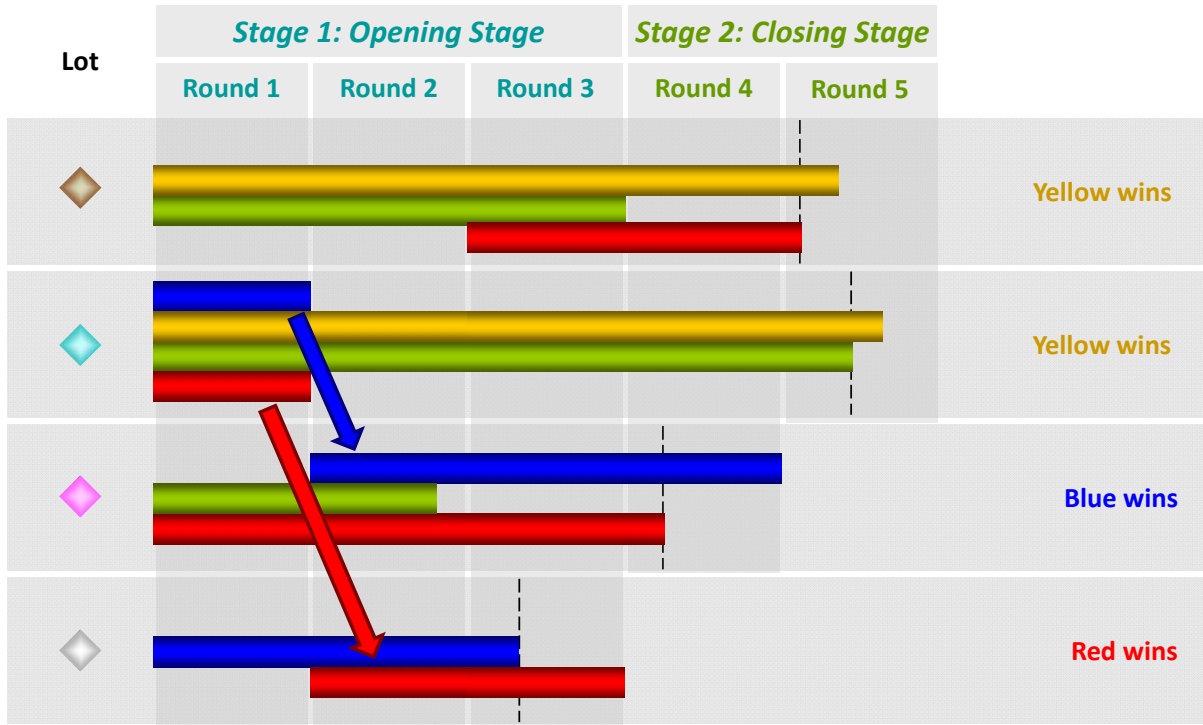 Lot
Stage 1: Opening Stage
Stage 2: Closing Stage
Round 1
Round 2
Round 3
Round 4
Round 5
Yellow wins
Yellow wins
Blue wins
Red wins